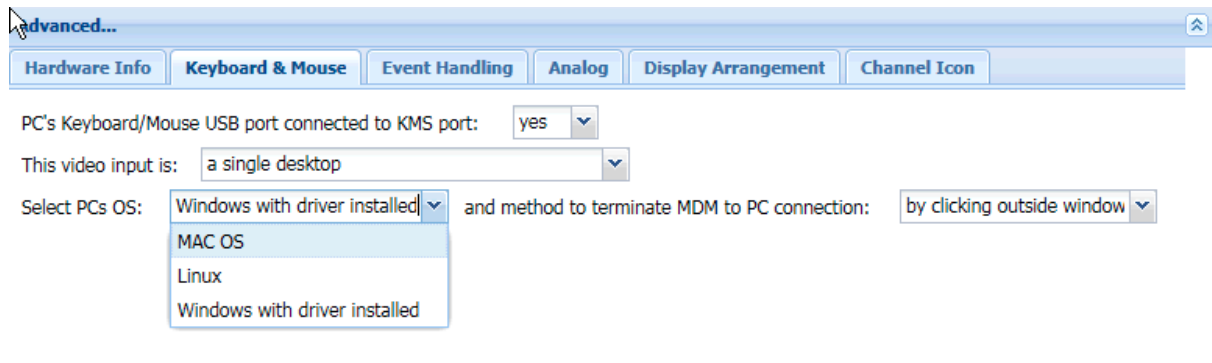 Advanced...
Hardware Info Keyboard & Mouse Event Handling Analog Display Arrangement Channel Icon
PC's Keyboard/Mouse USB port connected to KMS port: yes
This video input is: a single desktop
Select PCs OS: Windows with driver installed and method to terminate MDM to PC connection: by clicking outside window
MAC OS
Linux
Windows with driver installed